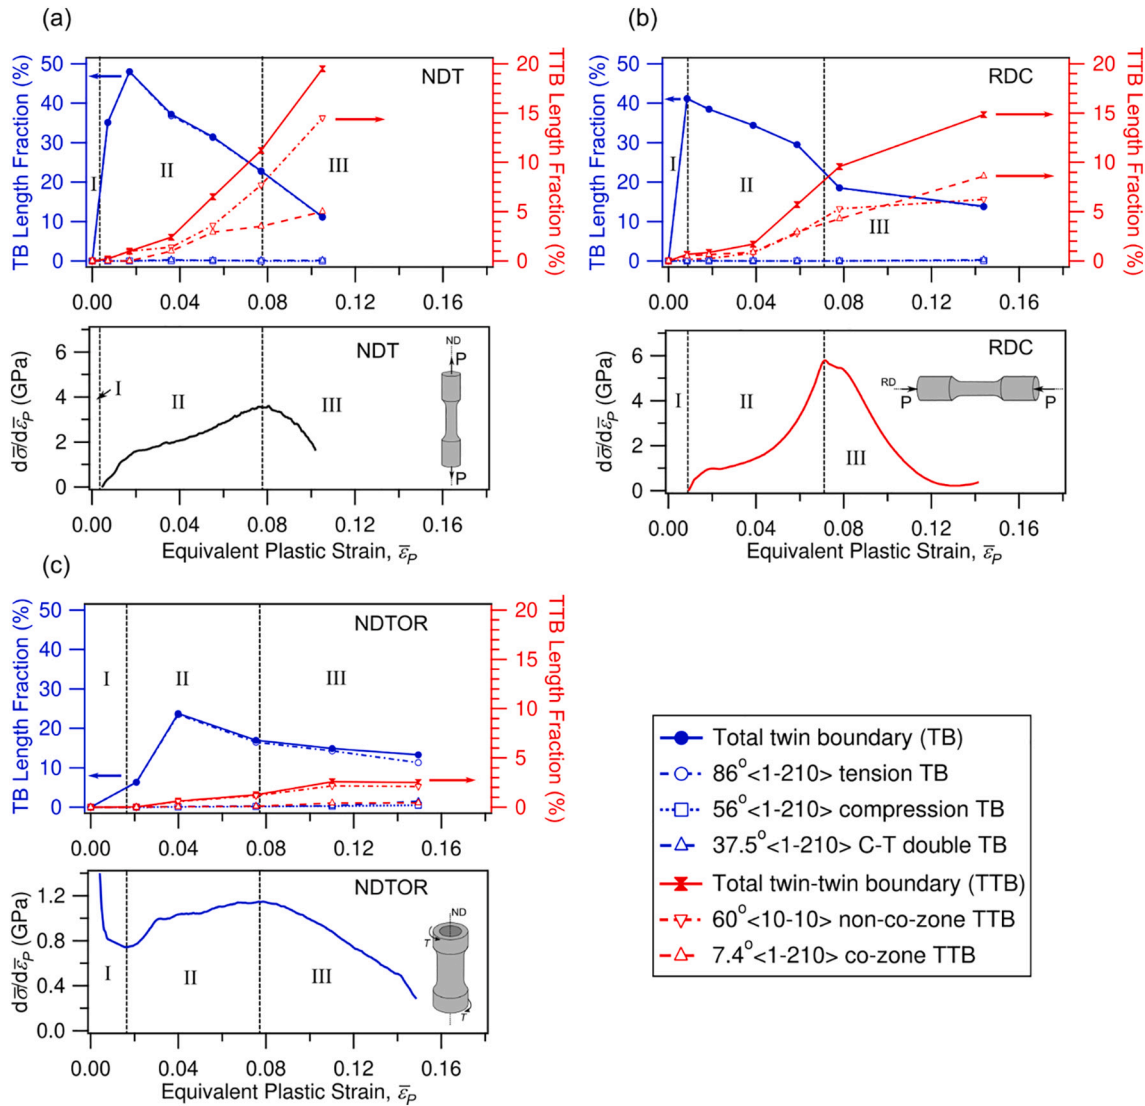 (a)
TB Length Fraction (%)
50
40
30
20
10
0
NDT
I
II
III
20
15
10
5
0
TTB Length Fraction (%)
0.00 0.04 0.08 0.12 0.16
dσ̅/dε̅P (GPa)
6
4
2
0
NDT
I
II
III
ND
P
P
0.00 0.04 0.08 0.12 0.16
Equivalent Plastic Strain, ε̅P
(b)
TB Length Fraction (%)
50
40
30
20
10
0
RDC
I
II
III
20
15
10
5
0
TTB Length Fraction (%)
0.00 0.04 0.08 0.12 0.16
dσ̅/dε̅P (GPa)
6
4
2
0
RDC
I
II
III
RD
P
P
0.00 0.04 0.08 0.12 0.16
Equivalent Plastic Strain, ε̅P
(c)
TB Length Fraction (%)
50
40
30
20
10
0
NDTOR
I
II
III
20
15
10
5
0
TTB Length Fraction (%)
0.00 0.04 0.08 0.12 0.16
dσ̅/dε̅P (GPa)
1.2
0.8
0.4
0.0
NDTOR
I
II
III
ND
T
T
0.00 0.04 0.08 0.12 0.16
Equivalent Plastic Strain, ε̅P
Total twin boundary (TB)
86°<1-210> tension TB
56°<1-210> compression TB
37.5°<1-210> C-T double TB
Total twin-twin boundary (TTB)
60°<10-10> non-co-zone TTB
7.4°<1-210> co-zone TTB